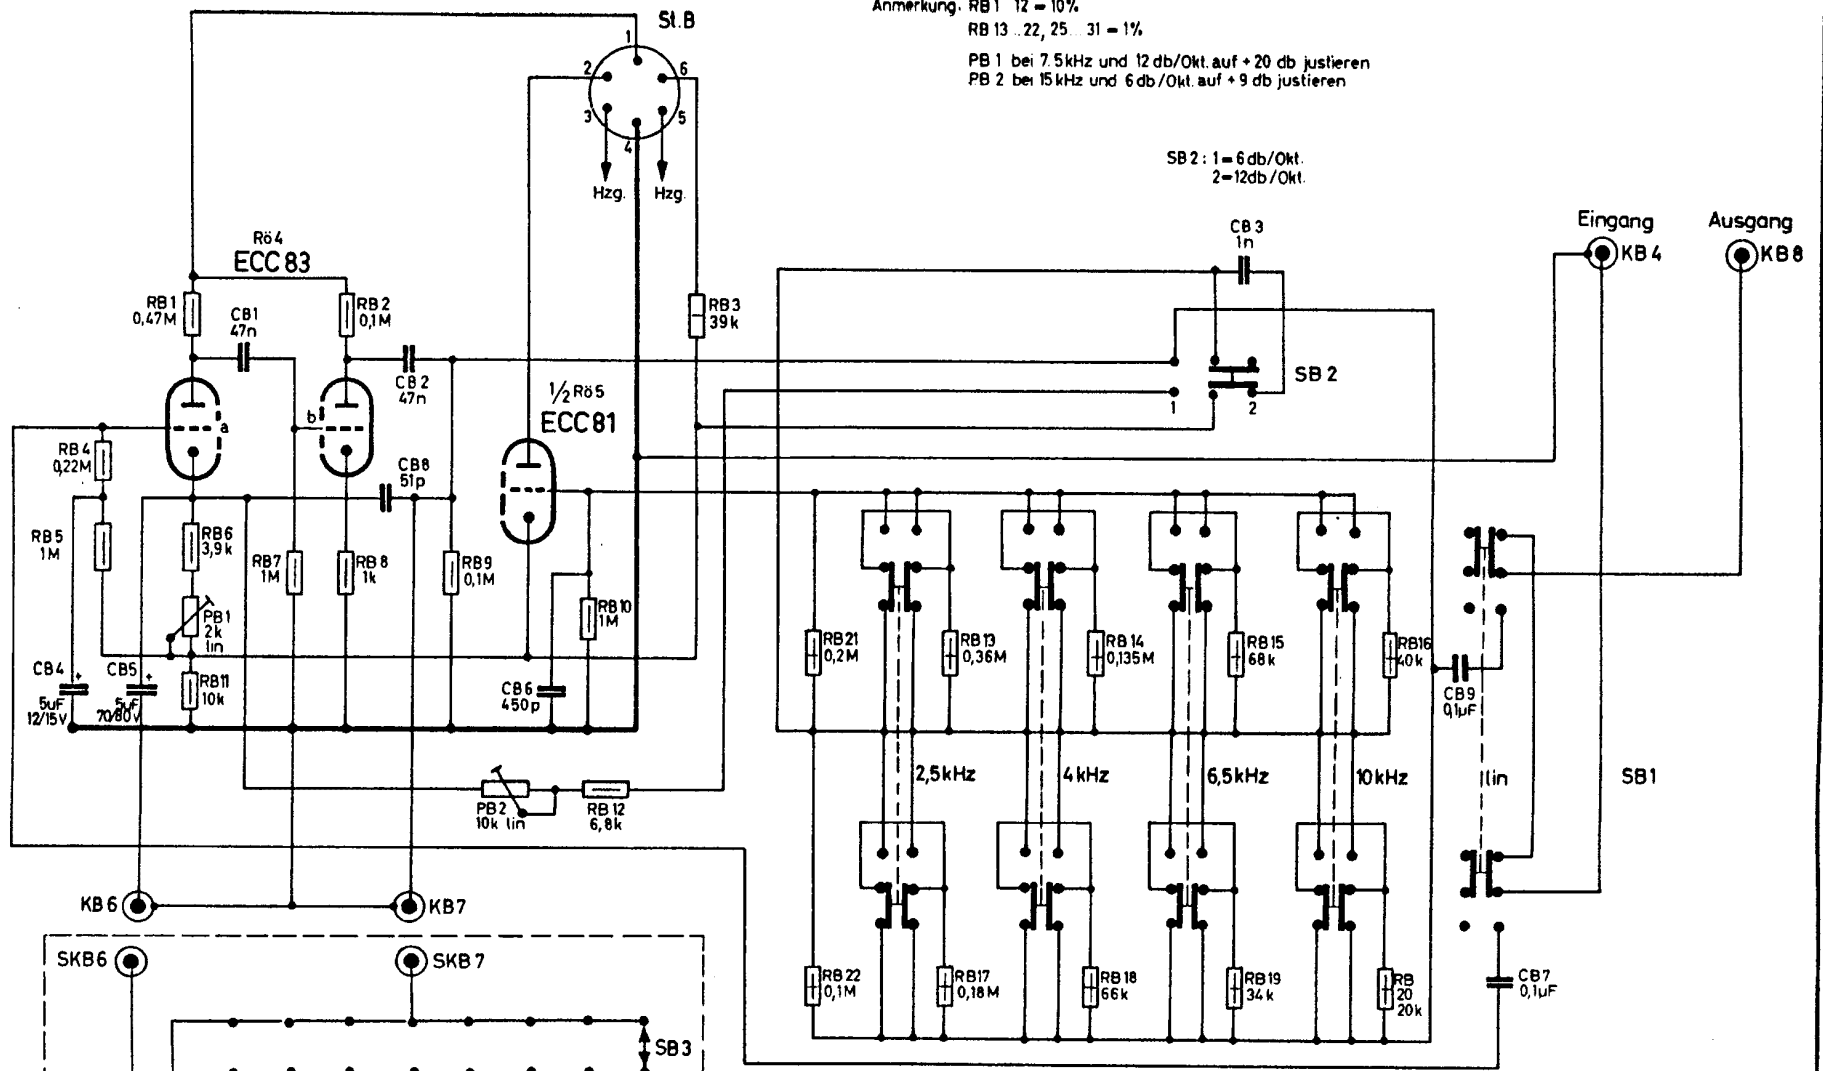 Anmerkung. RB 1 12 = 10%
RB 13 .. 22, 25 ... 31 = 1%
PB 1 bei 7.5 kHz und 12 db/Okt. auf + 20 db justieren
PB 2 bei 15 kHz und 6 db/Okt. auf + 9 db justieren
St.B
1
2
6
3
5
4
Hzg.
Hzg.
SB 2 : 1 = 6 db/Okt.
2 = 12 db/Okt.
Eingang
Ausgang
KB 4
KB 8
CB 3
1n
Rö 4
ECC 83
RB 1
0,47M
CB 1
47n
RB 2
0,1M
RB 3
39k
CB 2
47n
SB 2
1
2
½ Rö 5
ECC 81
a
b
RB 4
0,22M
CB 8
51p
RB 5
1M
RB 6
3,9k
RB 7
1M
RB 8
1k
RB 9
0,1M
RB 10
1M
PB 1
2k
lin
RB 21
0,2M
RB 13
0,36M
RB 14
0,135M
RB 15
68k
RB 16
40k
CB 4
+
5uF
12/15V
CB 5
+
5uF
70/80V
RB 11
10k
CB 6
450p
CB 9
0,1µF
2,5 kHz
4 kHz
6,5 kHz
10 kHz
lin
SB 1
PB 2
10k lin
RB 12
6,8k
KB 6
KB 7
SKB 6
SKB 7
RB 22
0,1M
RB 17
0,18M
RB 18
66k
RB 19
34k
RB
20
20k
CB 7
0,1µF
SB 3